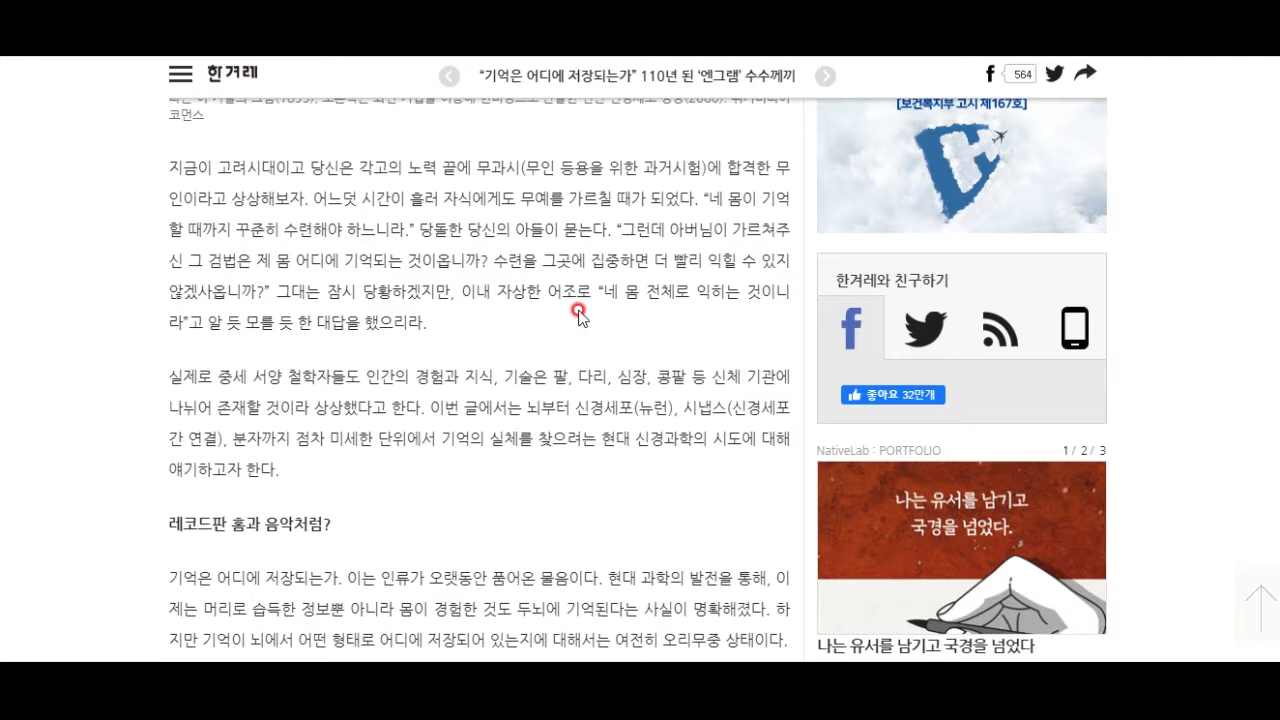 한겨레
“기억은 어디에 저장되는가” 110년 된 ‘엔그램’ 수수께끼
564
코먼스
지금이 고려시대이고 당신은 각고의 노력 끝에 무과시(무인 등용을 위한 과거시험)에 합격한 무
인이라고 상상해보자. 어느덧 시간이 흘러 자식에게도 무예를 가르칠 때가 되었다. “네 몸이 기억
할 때까지 꾸준히 수련해야 하느니라.” 당돌한 당신의 아들이 묻는다. “그런데 아버님이 가르쳐주
신 그 검법은 제 몸 어디에 기억되는 것이옵니까? 수련을 그곳에 집중하면 더 빨리 익힐 수 있지
않겠사옵니까?” 그대는 잠시 당황하겠지만, 이내 자상한 어조로 “네 몸 전체로 익히는 것이니
라”고 알 듯 모를 듯 한 대답을 했으리라.
실제로 중세 서양 철학자들도 인간의 경험과 지식, 기술은 팔, 다리, 심장, 콩팥 등 신체 기관에
나뉘어 존재할 것이라 상상했다고 한다. 이번 글에서는 뇌부터 신경세포(뉴런), 시냅스(신경세포
간 연결), 분자까지 점차 미세한 단위에서 기억의 실체를 찾으려는 현대 신경과학의 시도에 대해
얘기하고자 한다.
레코드판 홈과 음악처럼?
기억은 어디에 저장되는가. 이는 인류가 오랫동안 품어온 물음이다. 현대 과학의 발전을 통해, 이
제는 머리로 습득한 정보뿐 아니라 몸이 경험한 것도 두뇌에 기억된다는 사실이 명확해졌다. 하
지만 기억이 뇌에서 어떤 형태로 어디에 저장되어 있는지에 대해서는 여전히 오리무중 상태이다.
[보건복지부 고시 제167호]
한겨레와 친구하기
좋아요 32만개
NativeLab : PORTFOLIO
1 / 2 / 3
나는 유서를 남기고
국경을 넘었다.
나는 유서를 남기고 국경을 넘었다